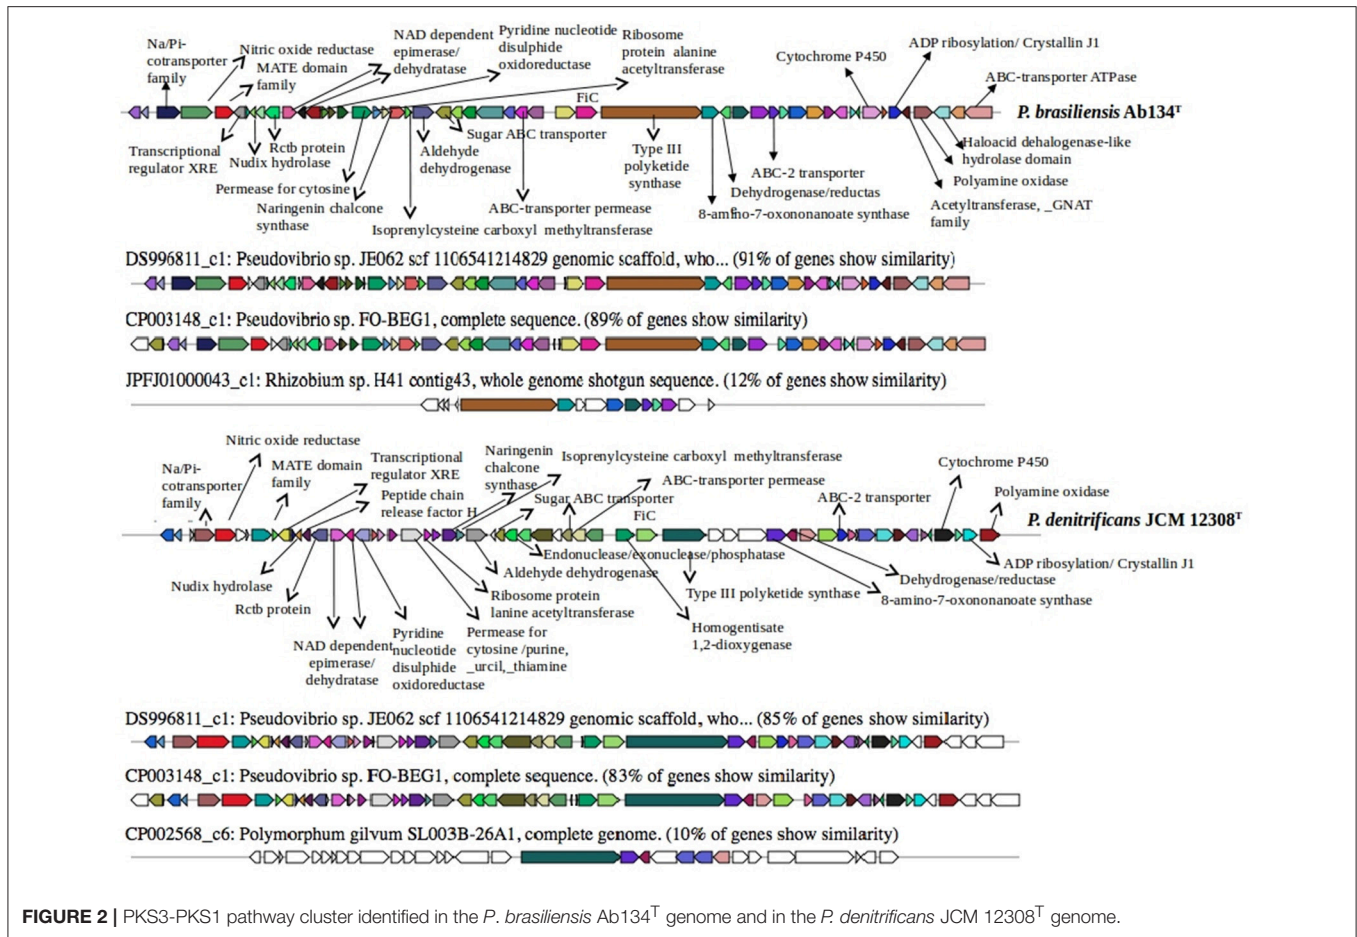 Na/Pi-
cotransporter
family
Nitric oxide reductase
MATE domain
family
NAD dependent
epimerase/
dehydratase
Pyridine nucleotide
disulphide
oxidoreductase
Ribosome
protein alanine
acetyltransferase
FiC
Cytochrome P450
ADP ribosylation/ Crystallin J1
ABC-transporter ATPase
P. brasiliensis Ab134T
Transcriptional
regulator XRE
Rctb protein
Nudix hydrolase
Permease for cytosine
Naringenin chalcone
synthase
Sugar ABC transporter
Aldehyde
dehydrogenase
ABC-transporter permease
Isoprenylcysteine carboxyl methyltransferase
Type III
polyketide
synthase
ABC-2 transporter
Dehydrogenase/reductas
e
8-amino-7-oxononanoate synthase
Haloacid dehalogenase-like
hydrolase domain
Polyamine oxidase
Acetyltransferase, _GNAT
family
DS996811_c1: Pseudovibrio sp. JE062 scf 1106541214829 genomic scaffold, who... (91% of genes show similarity)
CP003148_c1: Pseudovibrio sp. FO-BEG1, complete sequence. (89% of genes show similarity)
JPFJ01000043_c1: Rhizobium sp. H41 contig43, whole genome shotgun sequence. (12% of genes show similarity)
Nitric oxide reductase
Na/Pi-
cotransporter
family
MATE domain
family
Transcriptional
regulator XRE
Peptide chain
release factor H
Naringenin
chalcone
synthase
Isoprenylcysteine carboxyl methyltransferase
Sugar ABC transporter
ABC-transporter permease
FiC
ABC-2 transporter
Cytochrome P450
Polyamine oxidase
P. denitrificans JCM 12308T
Nudix hydrolase
Rctb protein
NAD dependent
epimerase/
dehydratase
Pyridine
nucleotide
disulphide
oxidoreductase
Endonuclease/exonuclease/phosphatase
Aldehyde dehydrogenase
Ribosome protein
lanine acetyltransferase
Permease for
cytosine /purine,
_urcil,_thiamine
Type III polyketide synthase
Homogentisate
1,2-dioxygenase
ADP ribosylation/ Crystallin J1
Dehydrogenase/reductase
8-amino-7-oxononanoate synthase
DS996811_c1: Pseudovibrio sp. JE062 scf 1106541214829 genomic scaffold, who... (85% of genes show similarity)
CP003148_c1: Pseudovibrio sp. FO-BEG1, complete sequence. (83% of genes show similarity)
CP002568_c6: Polymorphum gilvum SL003B-26A1, complete genome. (10% of genes show similarity)
FIGURE 2 | PKS3-PKS1 pathway cluster identified in the P. brasiliensis Ab134T genome and in the P. denitrificans JCM 12308T genome.